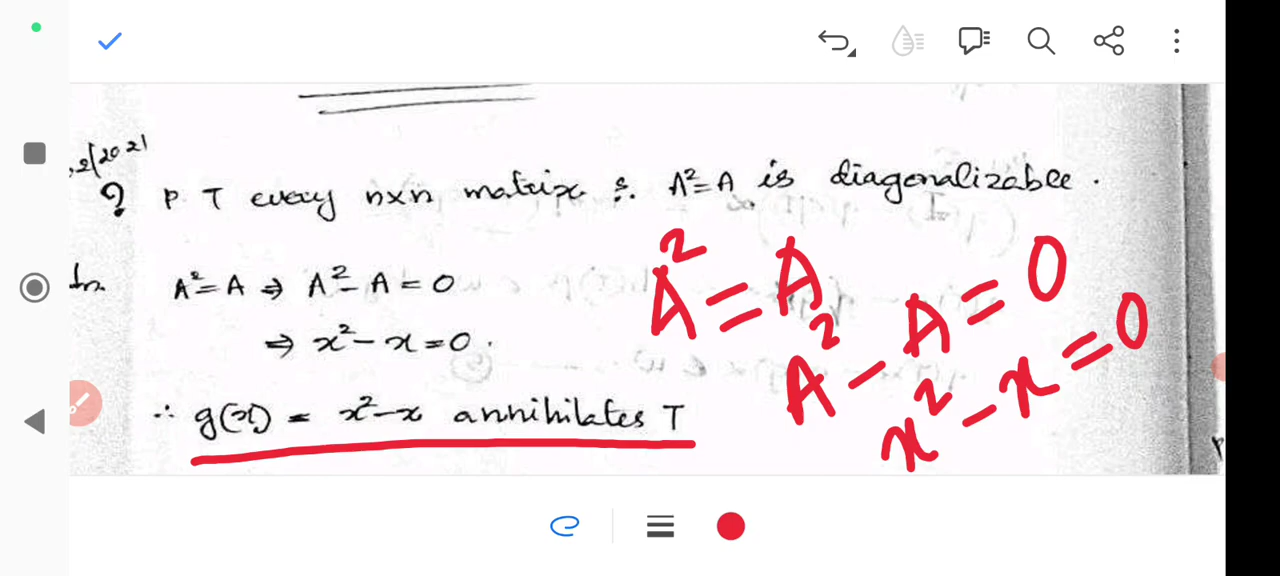 2/2021
? P. T every n×n matrix s. A²=A is diagonalizable.
A²=A ⇒ A²-A=0
⇒ x²-x=0.
∴ g(x) = x²-x annihilates T
A²=A
A²-A=0
x²-x=0